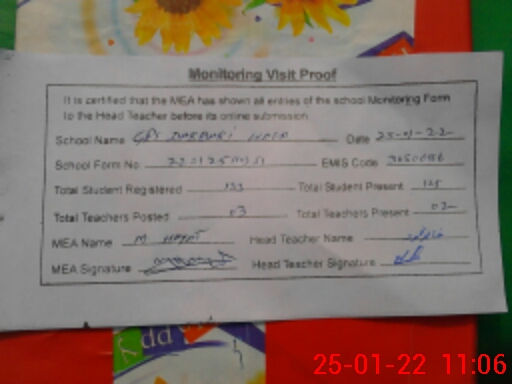 Monitoring Visit Proof
It is certified that the MEA has shown all entries of the school Monitoring Form
to the Head Teacher before its online submission
School Name GPS Date 25-01-22
School Form No EMIS Code
Total Student Registered 133 Total Student Present 125
Total Teachers Posted 03 Total Teachers Present 02
MEA Name M Head Teacher Name
MEA Signature Head Teacher Signature
25-01-22 11:06